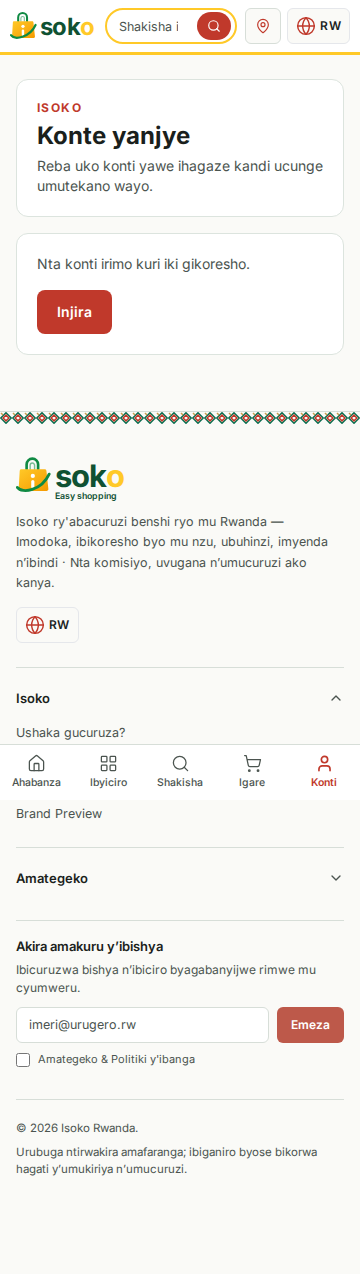 isoko
Shakisha i
RW
ISOKO
Konte yanjye
Reba uko konti yawe ihagaze kandi ucunge
umutekano wayo.
Nta konti irimo kuri iki gikoresho.
Injira
isoko
Easy shopping
Isoko ry'abacuruzi benshi ryo mu Rwanda —
Imodoka, ibikoresho byo mu nzu, ubuhinzi, imyenda
n’ibindi · Nta komisiyo, uvugana n’umucuruzi ako
kanya.
RW
Isoko
Ushaka gucuruza?
Ahabanza
Ibyiciro
Shakisha
Igare
Konti
Brand Preview
Amategeko
Akira amakuru y’ibishya
Ibicuruzwa bishya n’ibiciro byagabanyijwe rimwe mu
cyumweru.
imeri@urugero.rw
Emeza
Amategeko & Politiki y'ibanga
© 2026 Isoko Rwanda.
Urubuga ntirwakira amafaranga; ibiganiro byose bikorwa
hagati y’umukiriya n’umucuruzi.